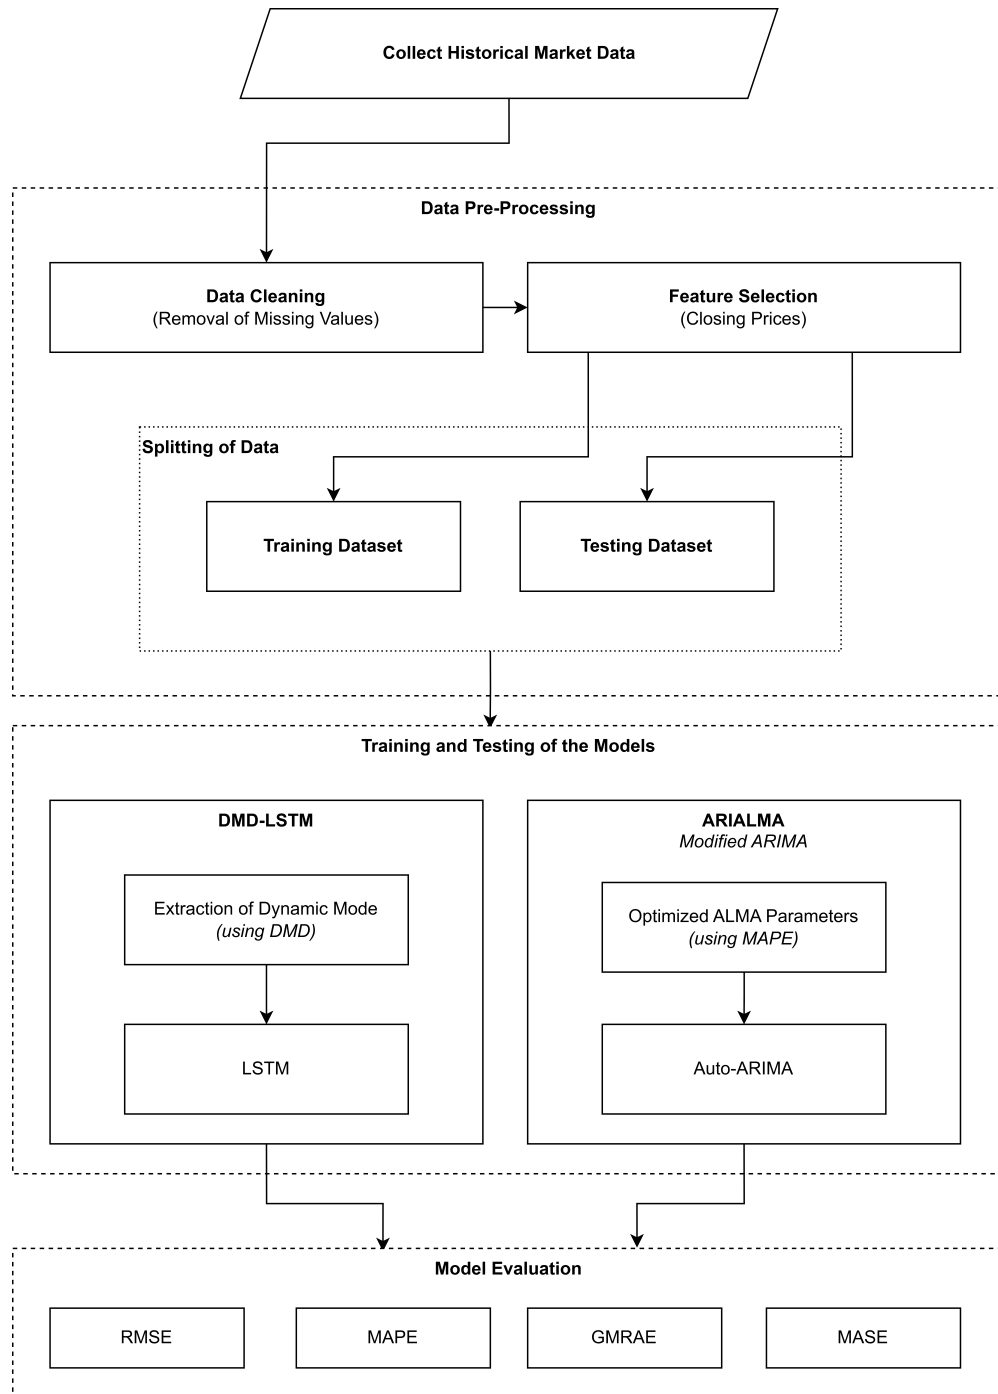 Collect Historical Market Data
Data Pre-Processing
Data Cleaning
(Removal of Missing Values)
Feature Selection
(Closing Prices)
Splitting of Data
Training Dataset
Testing Dataset
Training and Testing of the Models
DMD-LSTM
Extraction of Dynamic Mode
(using DMD)
LSTM
ARIALMA
Modified ARIMA
Optimized ALMA Parameters
(using MAPE)
Auto-ARIMA
Model Evaluation
RMSE
MAPE
GMRAE
MASE